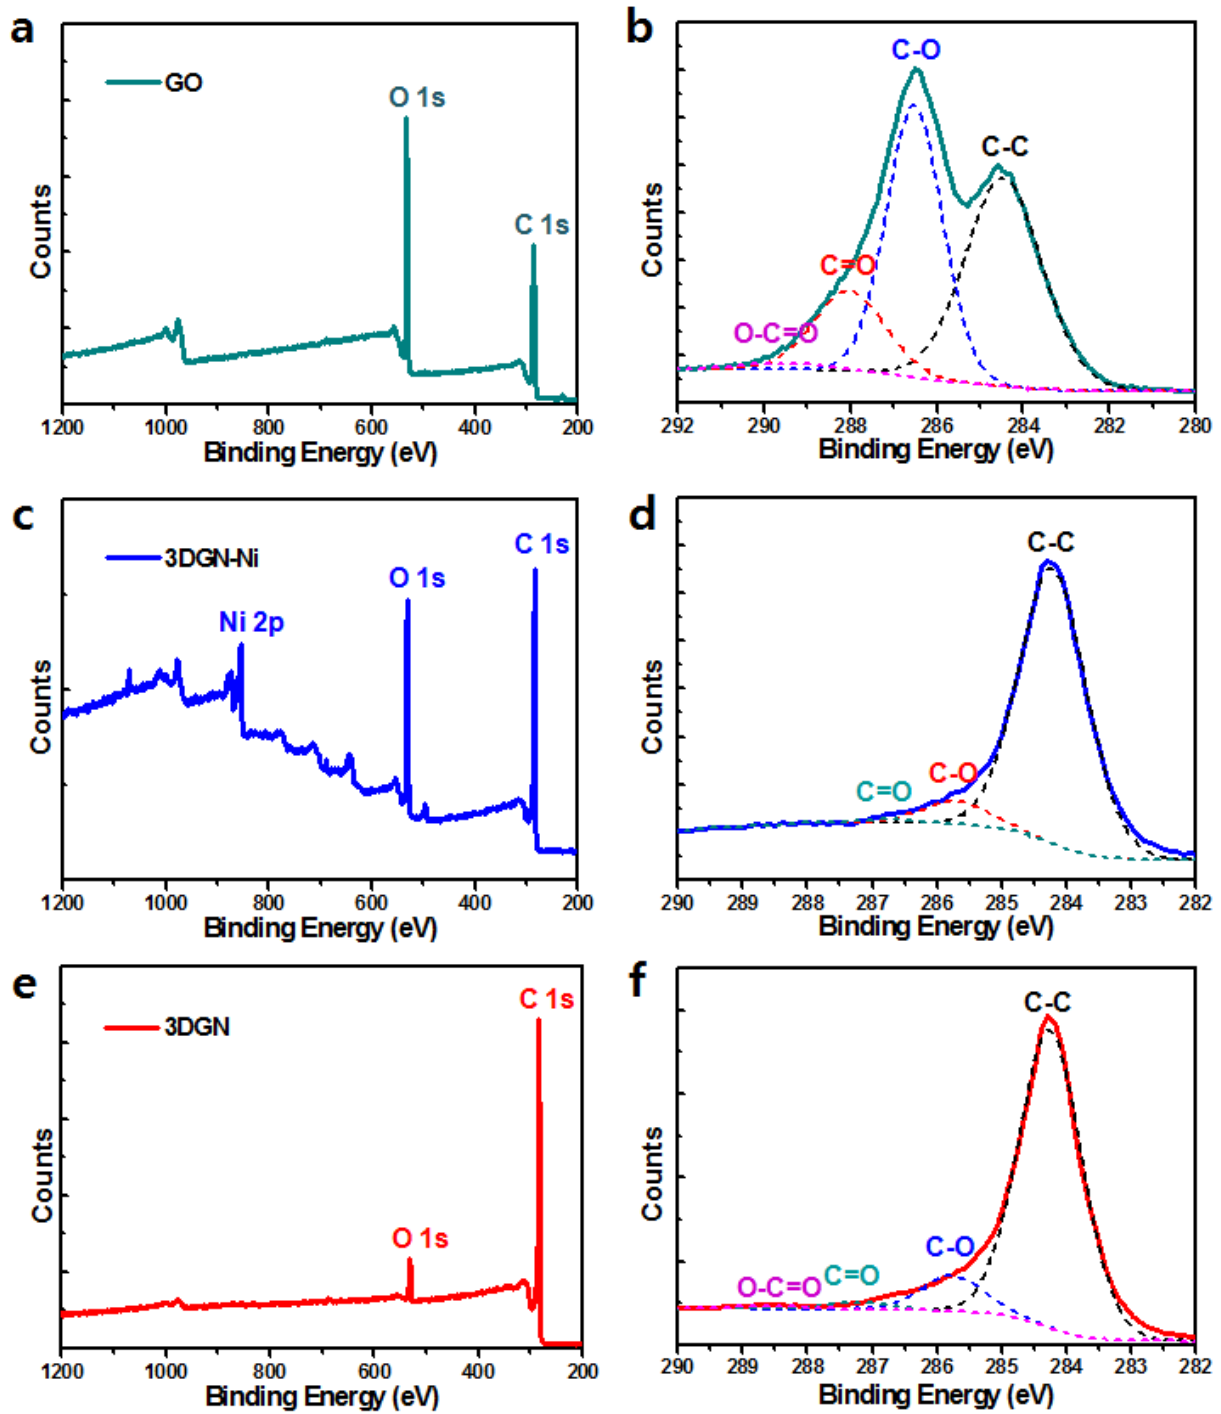 a
GO
O 1s
C 1s
Counts
1200 1000 800 600 400 200
Binding Energy (eV)
b
C-O
C-C
C=O
O-C=O
Counts
292 290 288 286 284 282 280
Binding Energy (eV)
c
3DGN-Ni
C 1s
O 1s
Ni 2p
Counts
1200 1000 800 600 400 200
Binding Energy (eV)
d
C-C
C-O
C=O
Counts
290 289 288 287 286 285 284 283 282
Binding Energy (eV)
e
C 1s
3DGN
O 1s
Counts
1200 1000 800 600 400 200
Binding Energy (eV)
f
C-C
C-O
C=O
O-C=O
Counts
290 289 288 287 286 285 284 283 282
Binding Energy (eV)